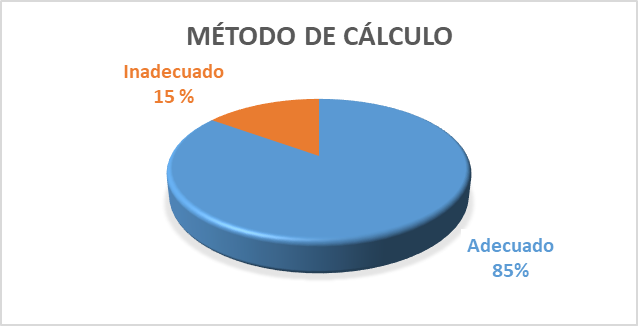 MÉTODO DE CÁLCULO
Inadecuado
15 %
Adecuado
85%